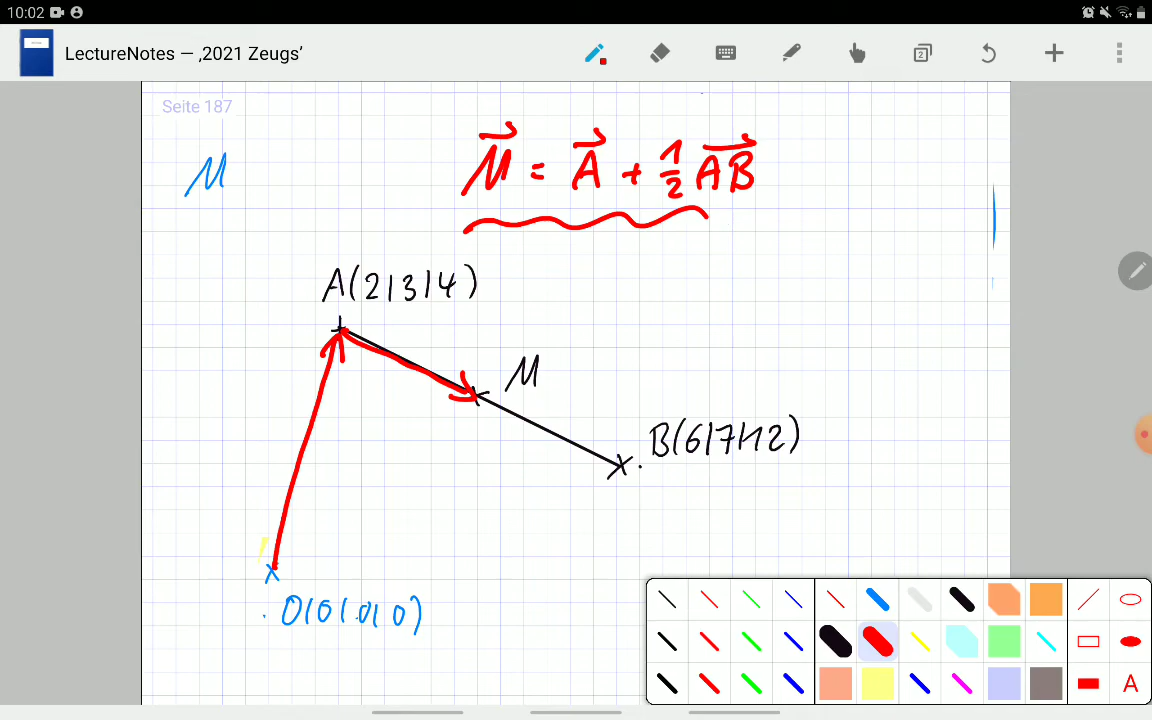 10:02
LectureNotes — ‚2021 Zeugs’
2
Seite 187
M
M⃗ = A⃗ + 1/2 AB⃗
A(2|3|4)
M
B(6|7|-12)
O(0|0|0)
A